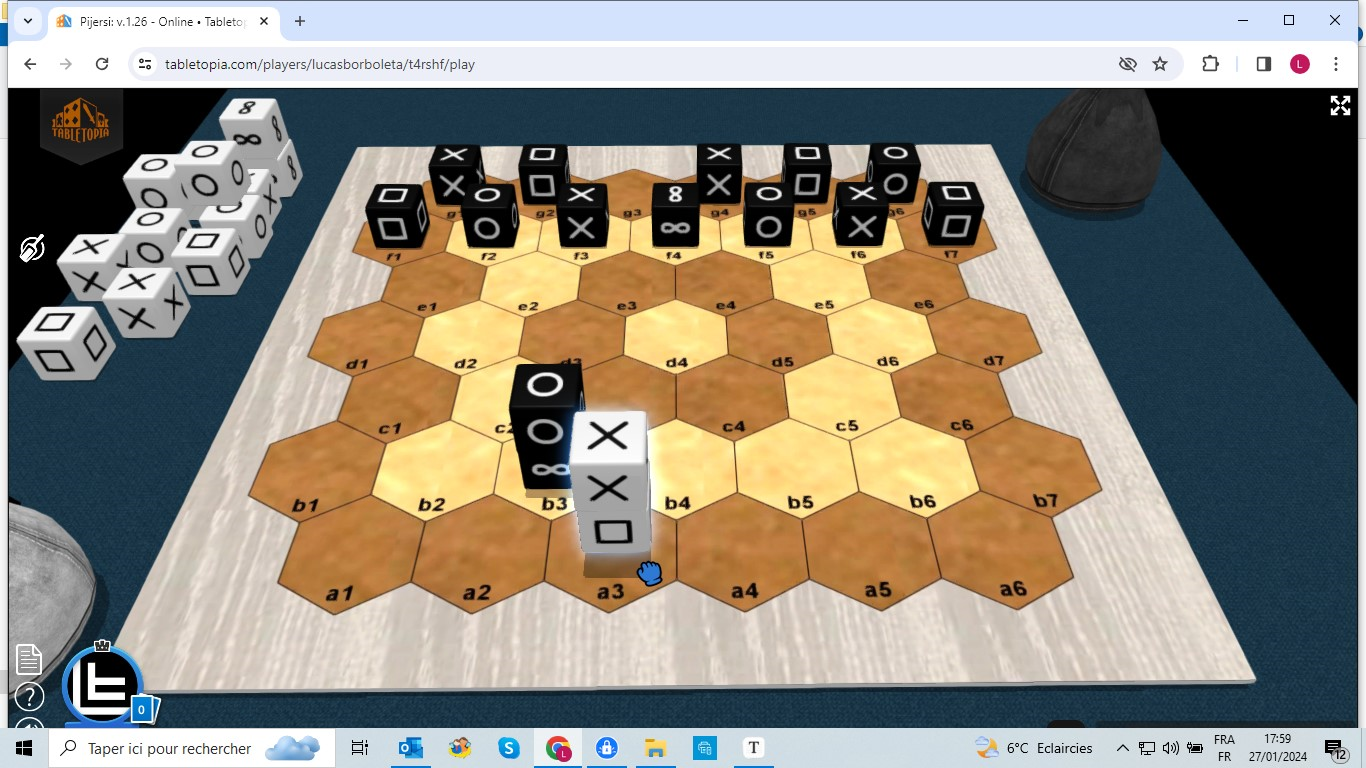 Pijersi: v.1.26 - Online • Tabletop
tabletopia.com/players/lucasborboleta/t4rshf/play
L
TABLETOPIA
g1 g2 g3 g4 g5 g6
f1 f2 f3 f4 f5 f6 f7
e1 e2 e3 e4 e5 e6
d1 d2 d3 d4 d5 d6 d7
c1 c2 c4 c5 c6
b1 b2 b3 b4 b5 b6 b7
a1 a2 a3 a4 a5 a6
?
0
Taper ici pour rechercher
L
T
6°C Eclaircies
FRA
FR
17:59
27/01/2024
12